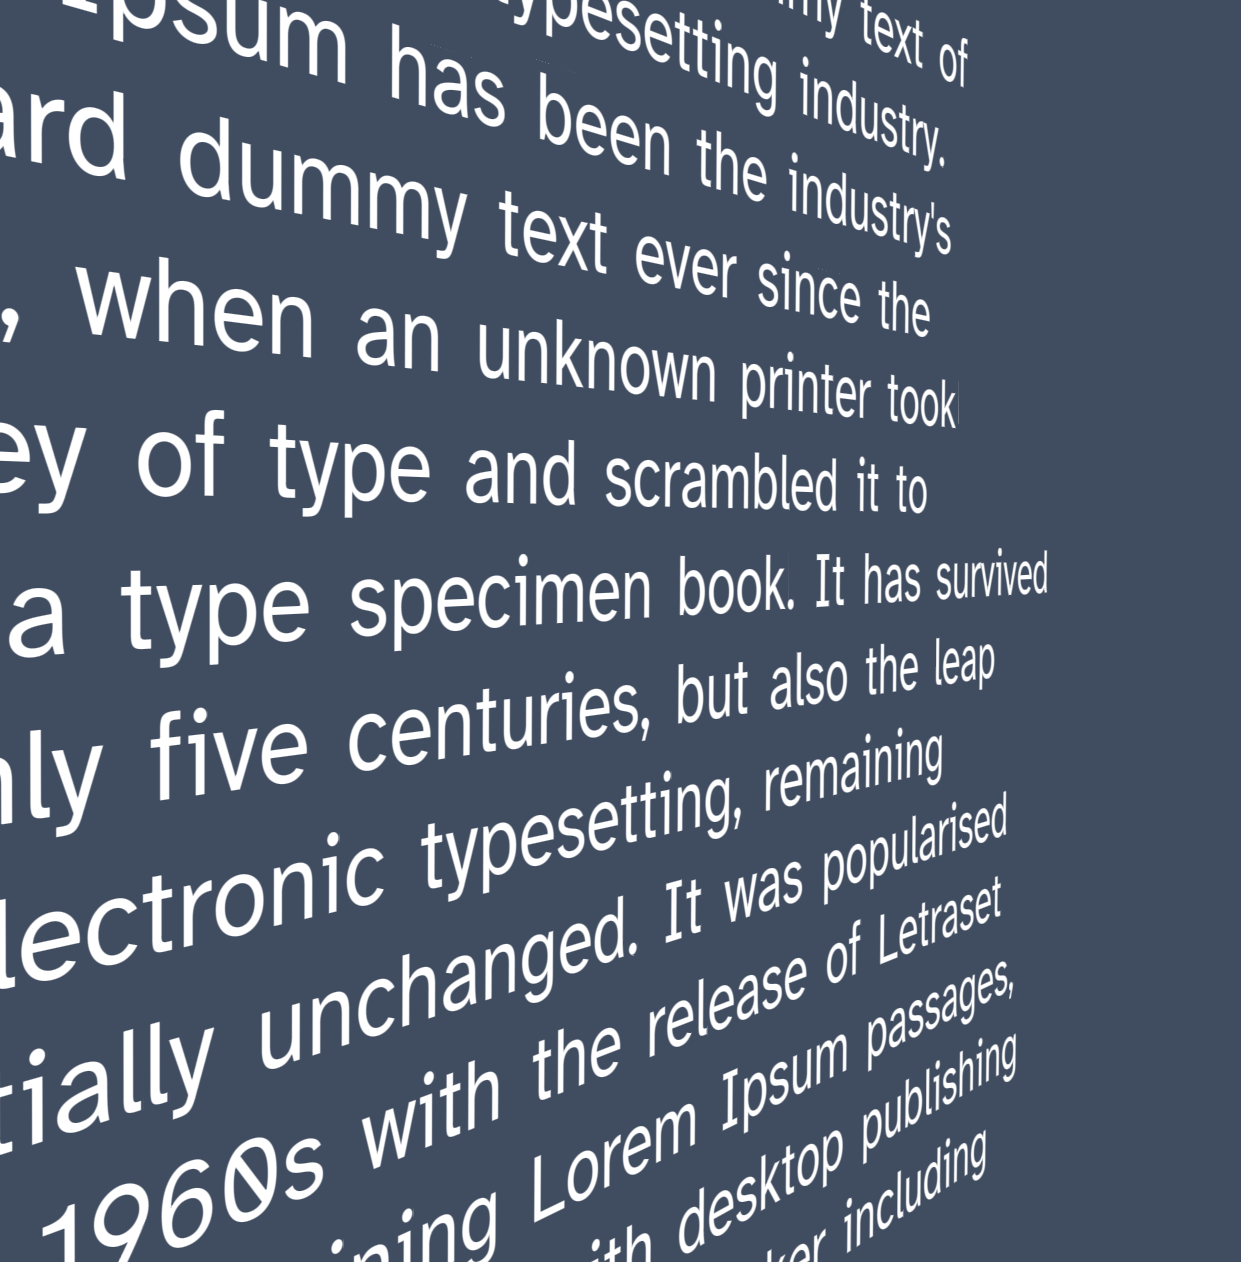 my text of
typesetting industry.
Ipsum has been the industry's
ard dummy text ever since the
, when an unknown printer took
ey of type and scrambled it to
a type specimen book. It has survived
nly five centuries, but also the leap
lectronic typesetting, remaining
tially unchanged. It was popularised
1960s with the release of Letraset
ining Lorem Ipsum passages,
ith desktop publishing
ker including